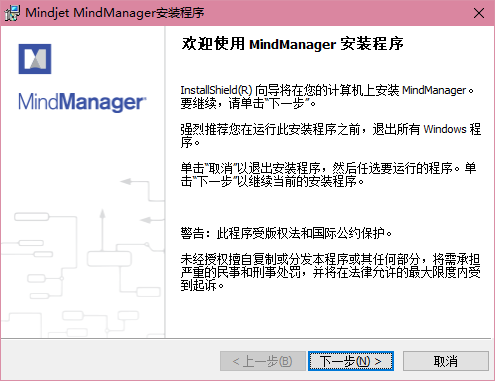 Mindjet MindManager安装程序
MindManager
欢迎使用 MindManager 安装程序
InstallShield(R) 向导将在您的计算机上安装 MindManager。
要继续，请单击“下一步”。
强烈推荐您在运行此安装程序之前，退出所有 Windows 程
序。
单击“取消”以退出安装程序，然后任选要运行的程序。单
击“下一步”以继续当前的安装程序。
警告：此程序受版权法和国际公约保护。
未经授权擅自复制或分发本程序或其任何部分，将需承担
严重的民事和刑事处罚，并将在法律允许的最大限度内受
到起诉。
< 上一步(B)
下一步(N) >
取消